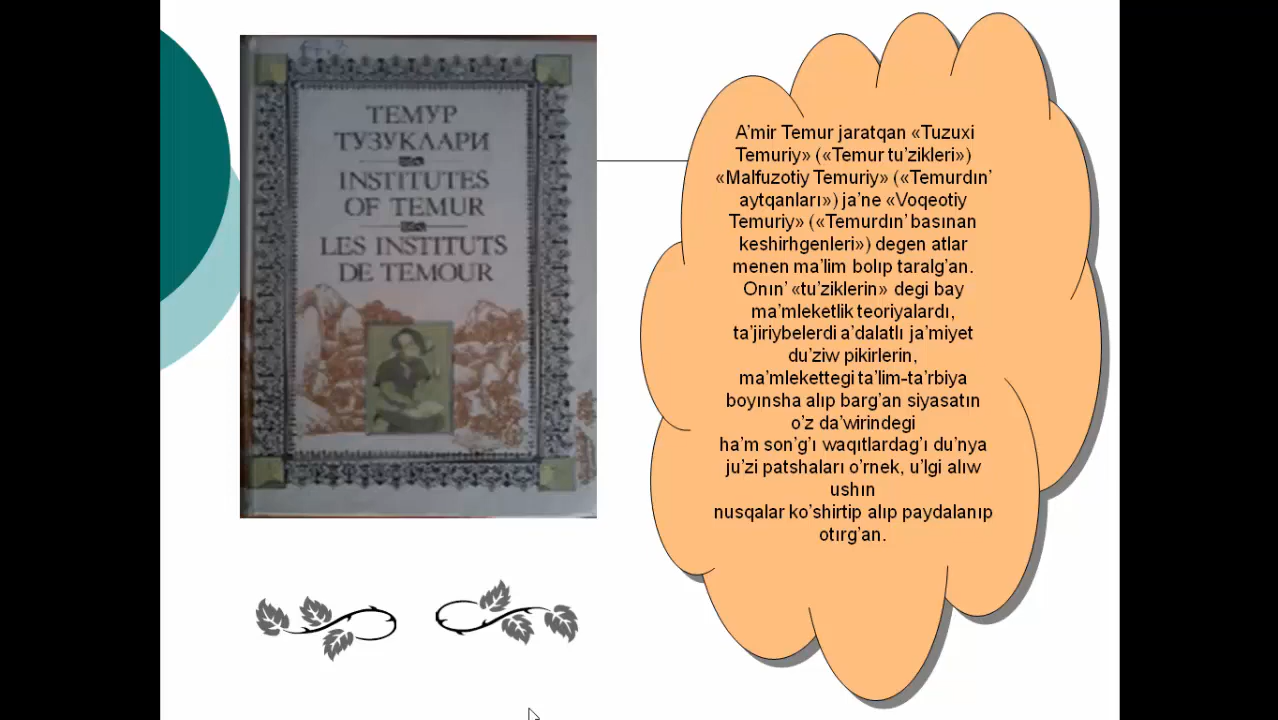 ТЕМУР
ТУЗУКЛАРИ
INSTITUTES
OF TEMUR
LES INSTITUTS
DE TEMOUR
A’mir Temur jaratqan «Tuzuxi
Temuriy» («Temur tu’zikleri»)
«Malfuzotiy Temuriy» («Temurdın’
aytqanları») ja’ne «Voqeotiy
Temuriy» («Temurdın’ basınan
keshirhgenleri») degen atlar
menen ma’lim bolıp taralg’an.
Onın’ «tu’ziklerin» degi bay
ma’mleketlik teoriyalardı,
ta’jiriybelerdi a’dalatlı ja’miyet
du’ziw pikirlerin,
ma’mlekettegi ta’lim-ta’rbiya
boyınsha alıp barg’an siyasatın
o’z da’wirindegi
ha’m son’g’ı waqıtlardag’ı du’nya
ju’zi patshaları o’rnek, u’lgi alıw
ushın
nusqalar ko’shirtip alıp paydalanıp
otırg’an.